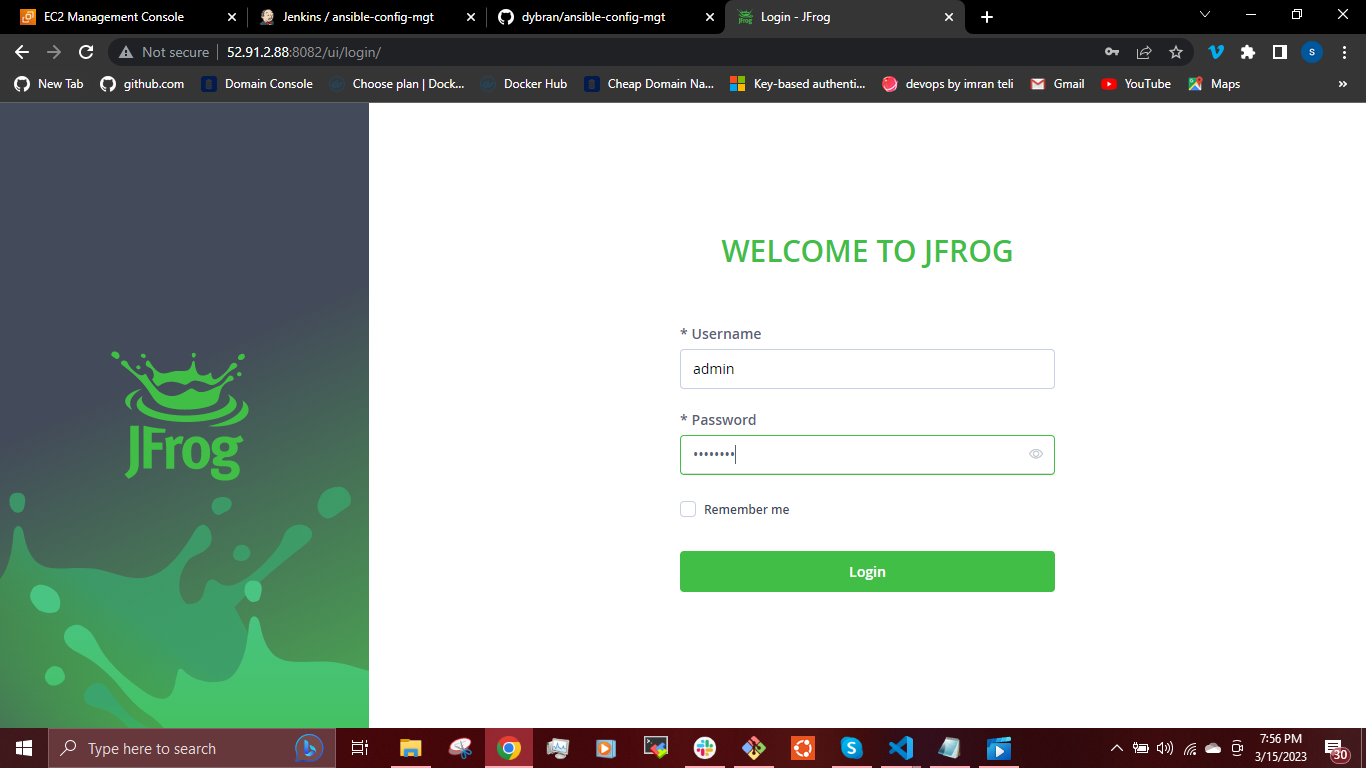 EC2 Management Console
Jenkins / ansible-config-mgt
dybran/ansible-config-mgt
Login - JFrog
Not secure
52.91.2.88:8082/ui/login/
s
New Tab
github.com
Domain Console
Choose plan | Dock...
Docker Hub
Cheap Domain Na...
Key-based authenti...
devops by imran teli
Gmail
YouTube
Maps
»
JFrog
WELCOME TO JFROG
* Username
admin
* Password
••••••••
Remember me
Login
Type here to search
7:56 PM
3/15/2023
30